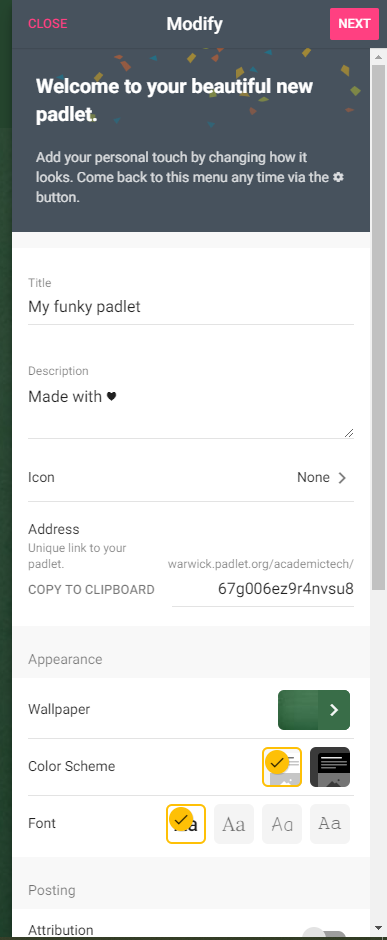 CLOSE Modify NEXT
Welcome to your beautiful new
padlet.
Add your personal touch by changing how it
looks. Come back to this menu any time via the
button.
Title
My funky padlet
Description
Made with ♥
Icon None
Address
Unique link to your
padlet. warwick.padlet.org/academictech/
COPY TO CLIPBOARD 67g006ez9r4nvsu8
Appearance
Wallpaper
Color Scheme
Font Aa Aa Aa
Posting
Attribution